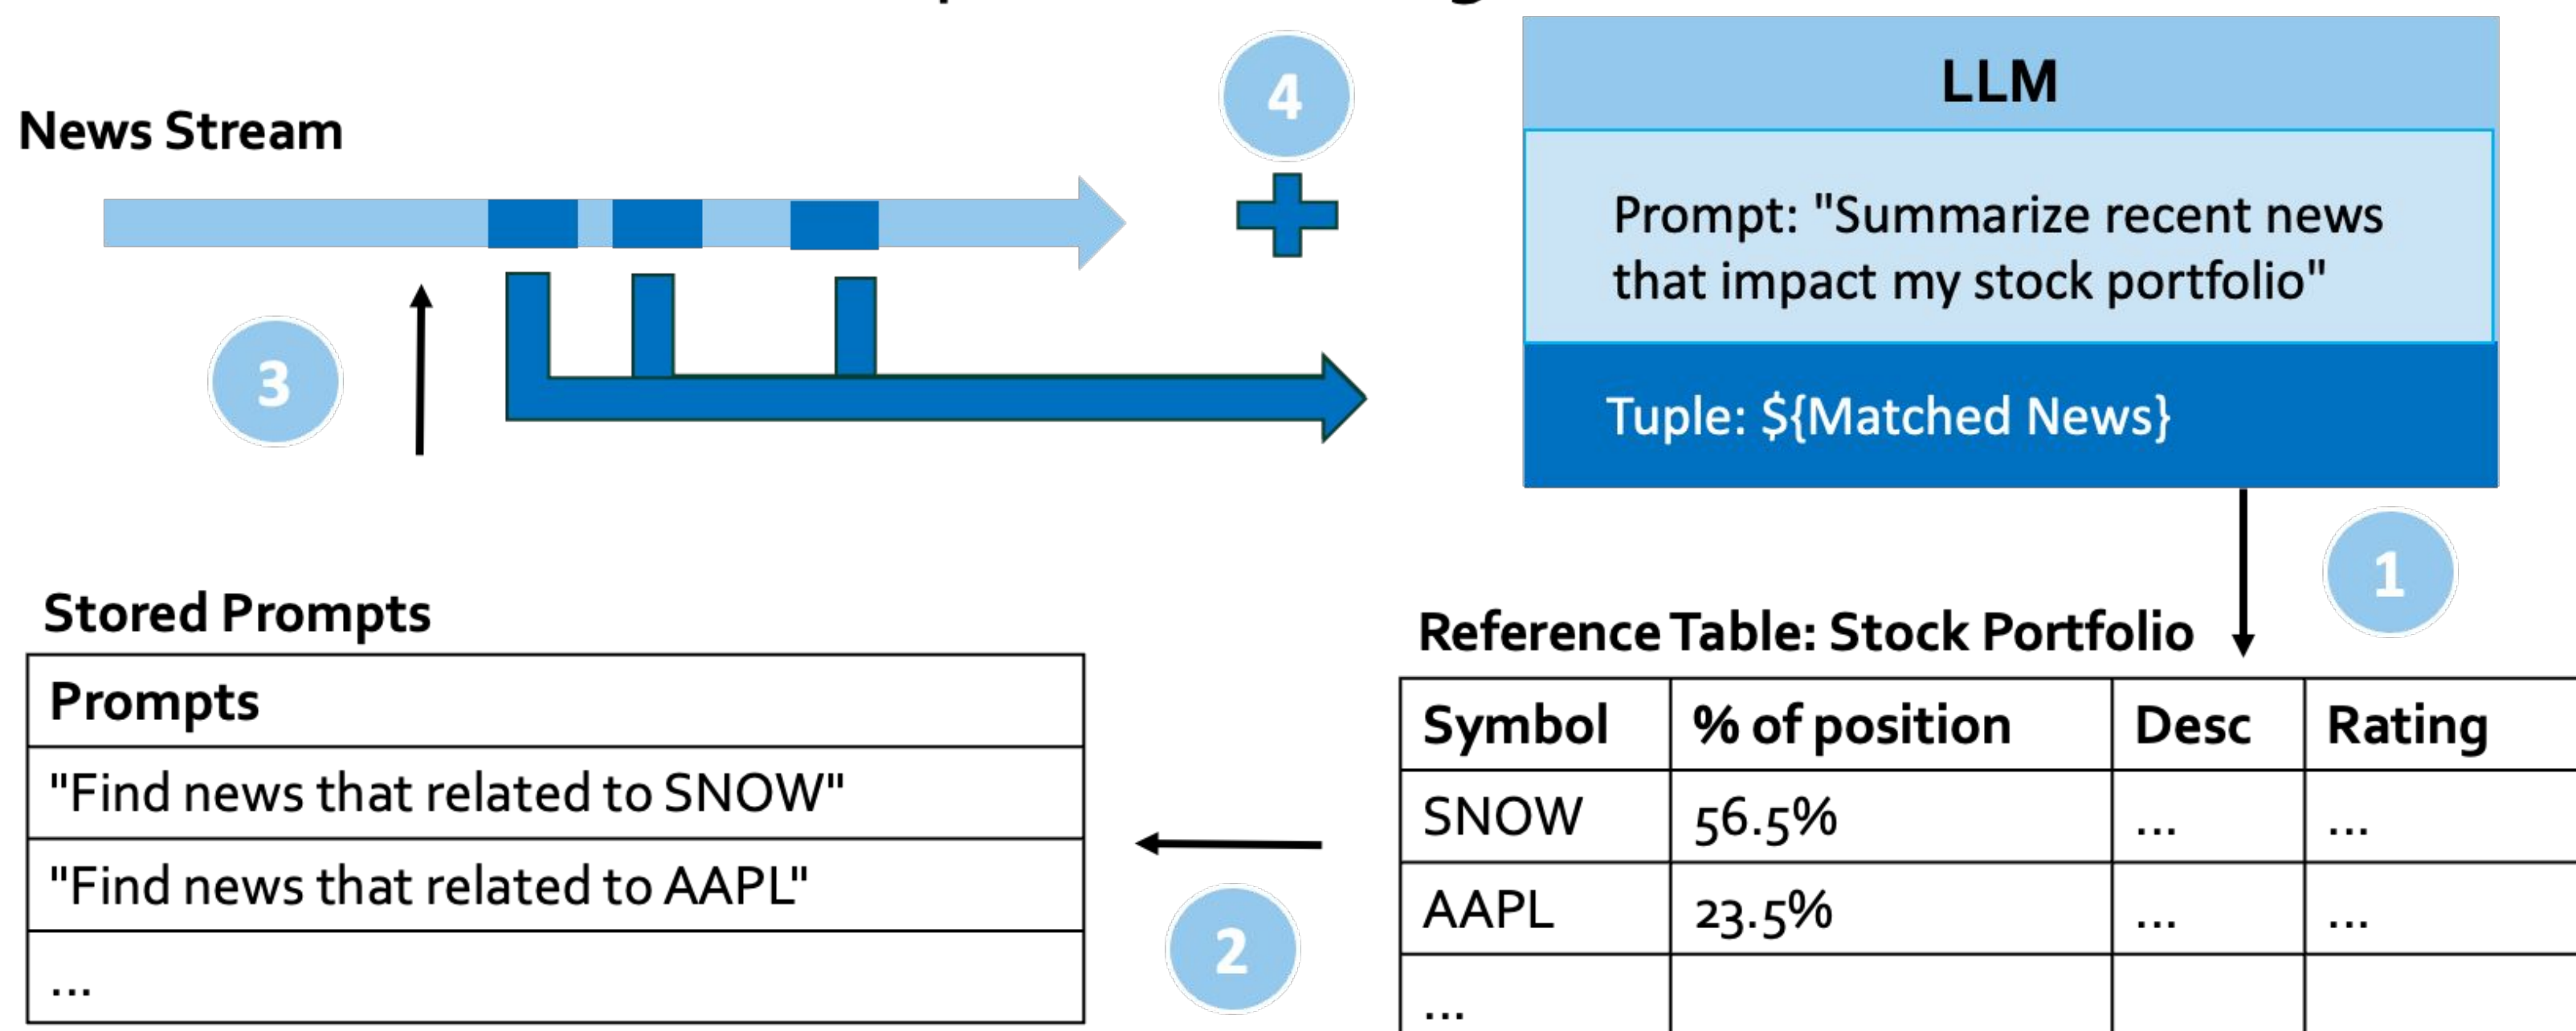 4
LLM
News Stream
Prompt: "Summarize recent news
that impact my stock portfolio"
3
Tuple: ${Matched News}
1
Stored Prompts
Reference Table: Stock Portfolio
Prompts
"Find news that related to SNOW"
"Find news that related to AAPL"
...
2
Symbol % of position Desc Rating
SNOW 56.5% ... ...
AAPL 23.5% ... ...
...